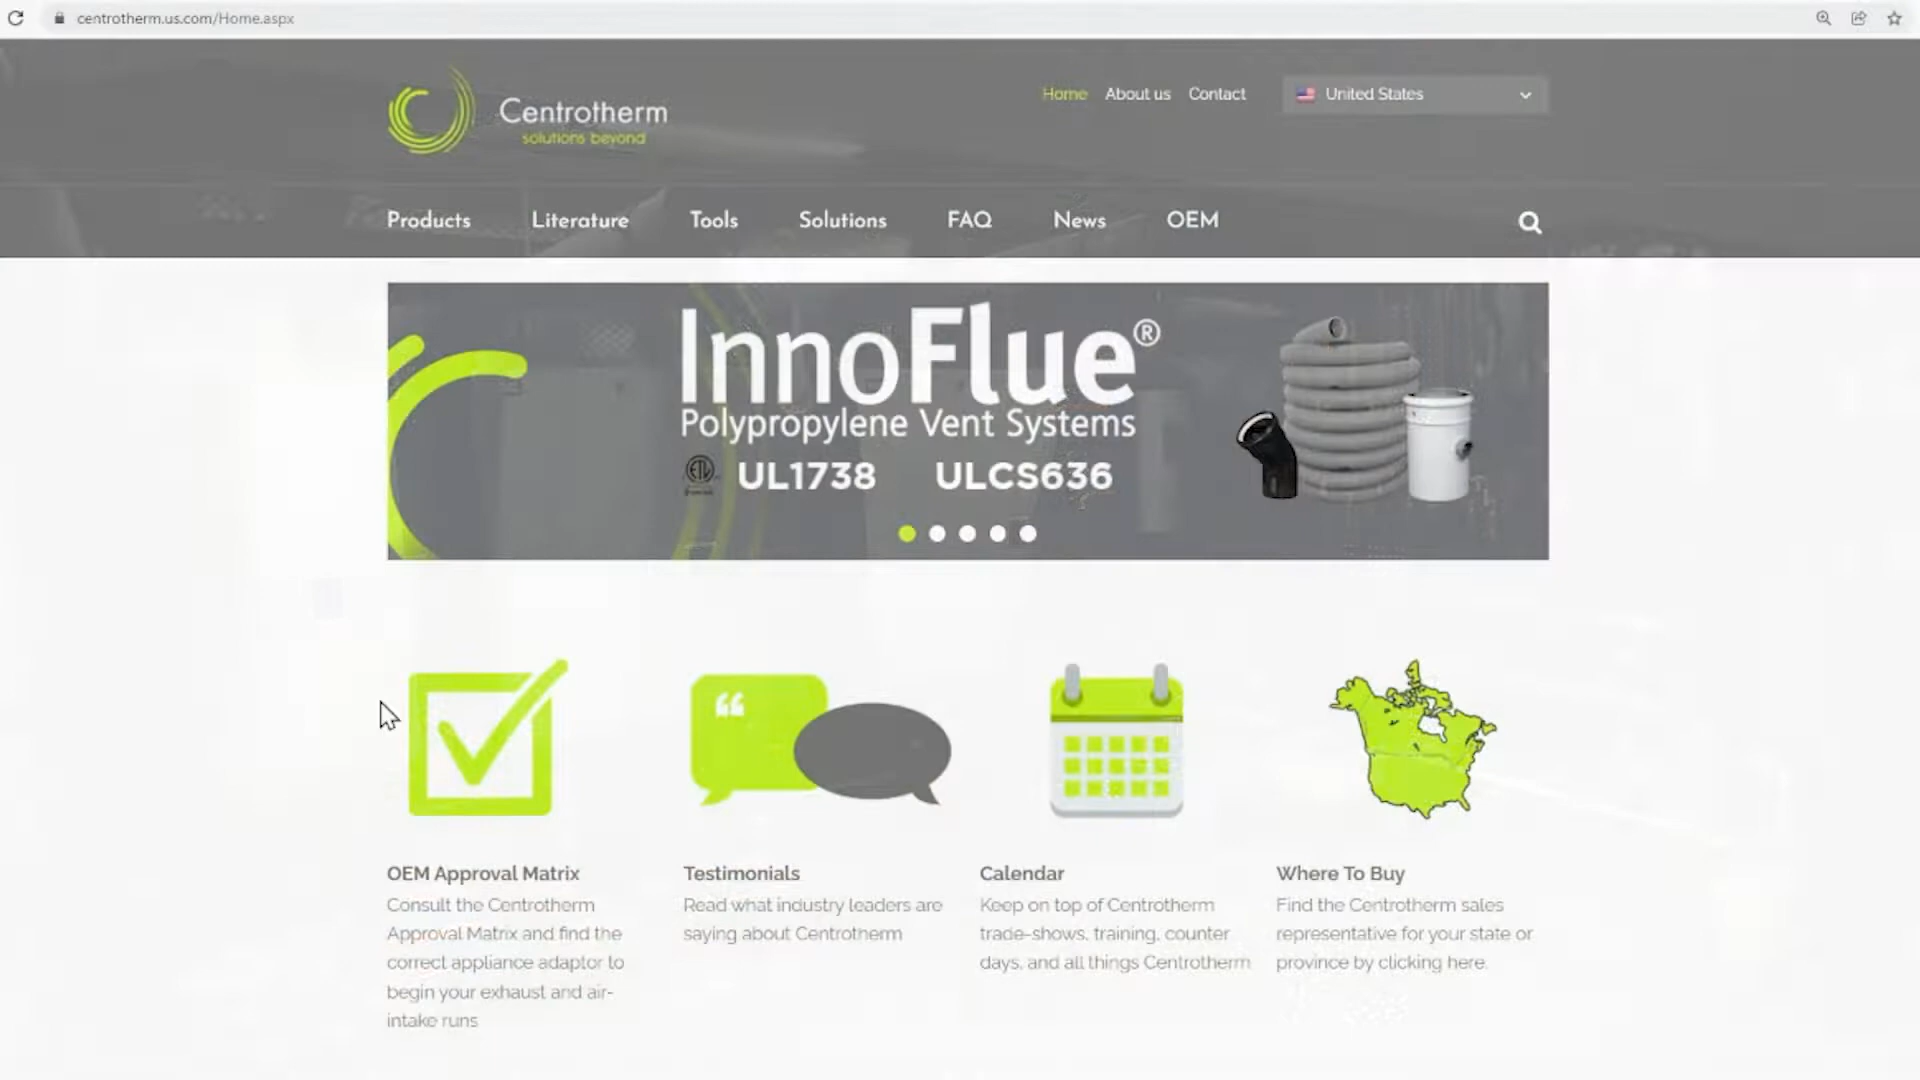 centrotherm.us.com/Home.aspx
Centrotherm
solutions beyond
Home About us Contact United States
Products Literature Tools Solutions FAQ News OEM
InnoFlue®
Polypropylene Vent Systems
ETL UL1738 ULCS636
OEM Approval Matrix
Consult the Centrotherm
Approval Matrix and find the
correct appliance adaptor to
begin your exhaust and air-
intake runs
Testimonials
Read what industry leaders are
saying about Centrotherm
Calendar
Keep on top of Centrotherm
trade-shows, training, counter
days, and all things Centrotherm
Where To Buy
Find the Centrotherm sales
representative for your state or
province by clicking here.